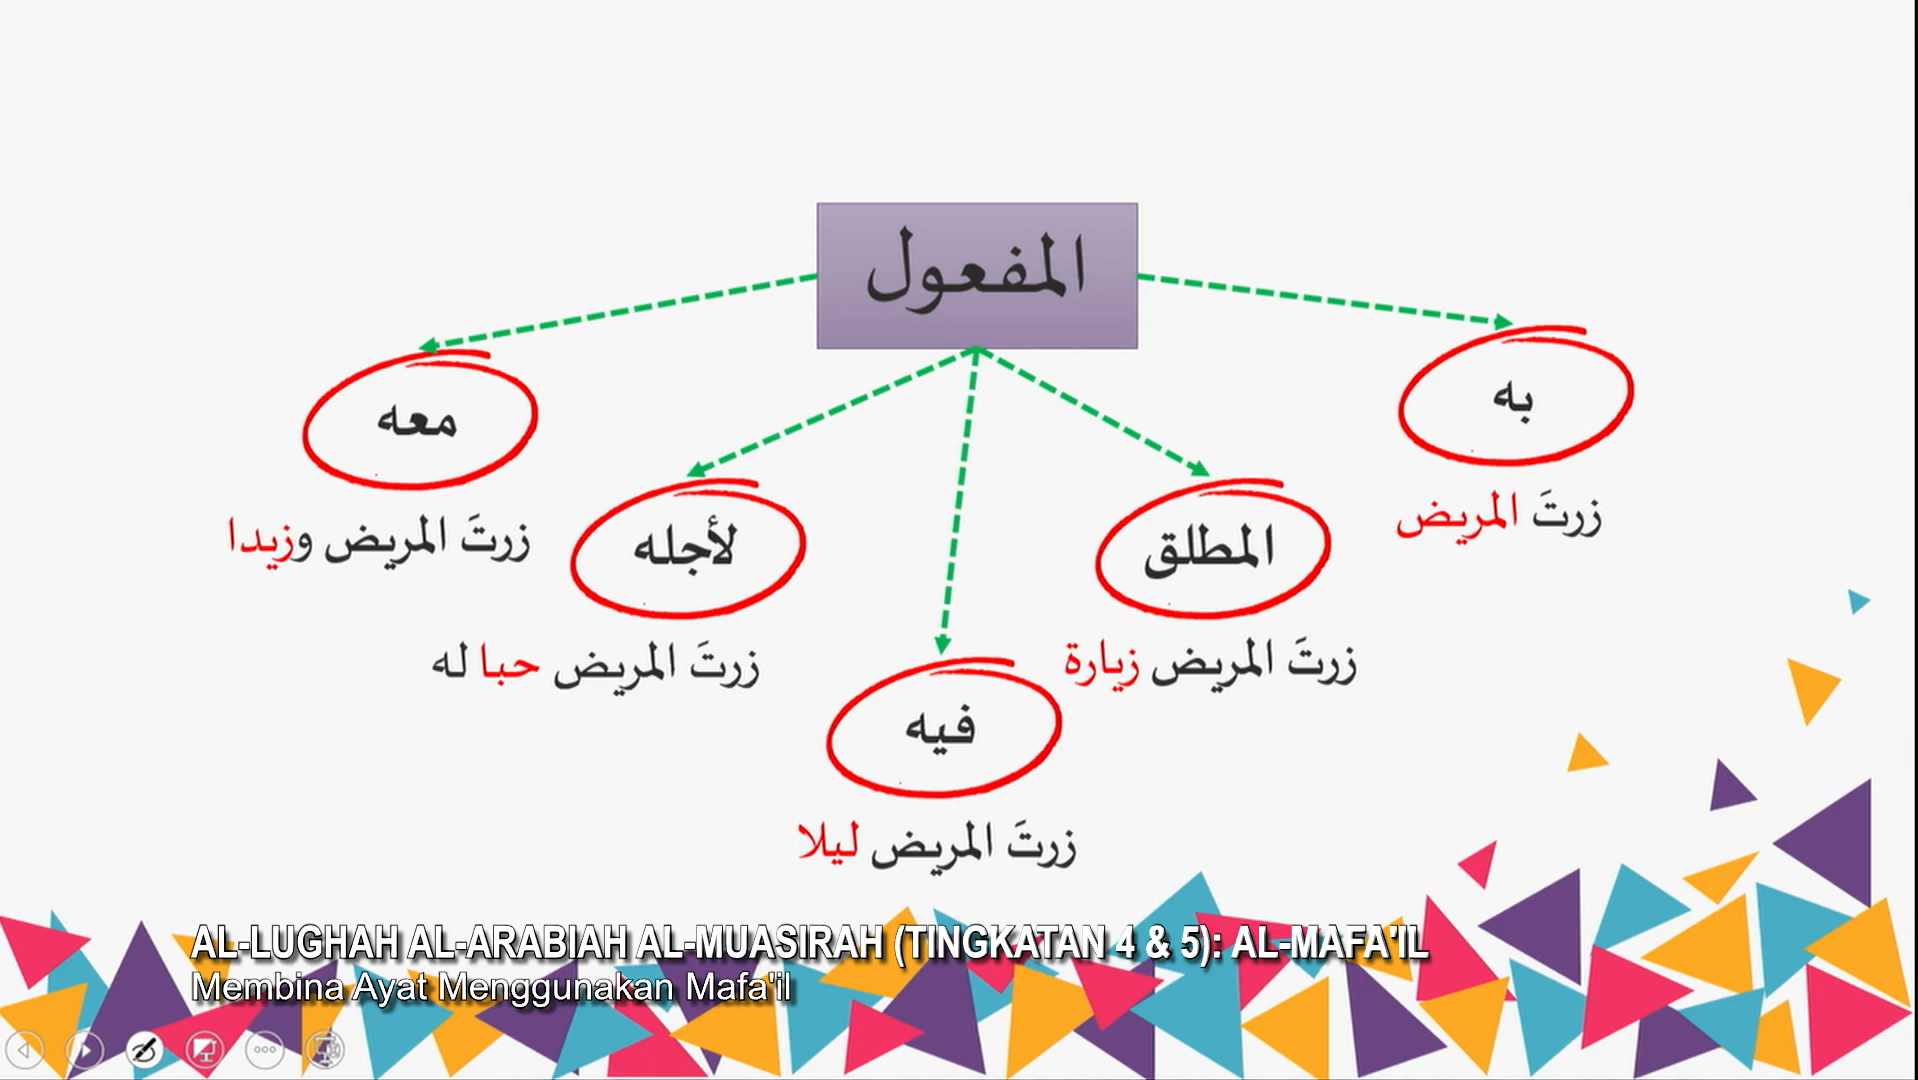 المفعول
به
زرتَ المريض
المطلق
زرتَ المريض زيارة
فيه
زرتَ المريض ليلا
لأجله
زرتَ المريض حبا له
معه
زرتَ المريض وزيدا
AL-LUGHAH AL-ARABIAH AL-MUASIRAH (TINGKATAN 4 & 5): AL-MAFA'IL
Membina Ayat Menggunakan Mafa'il